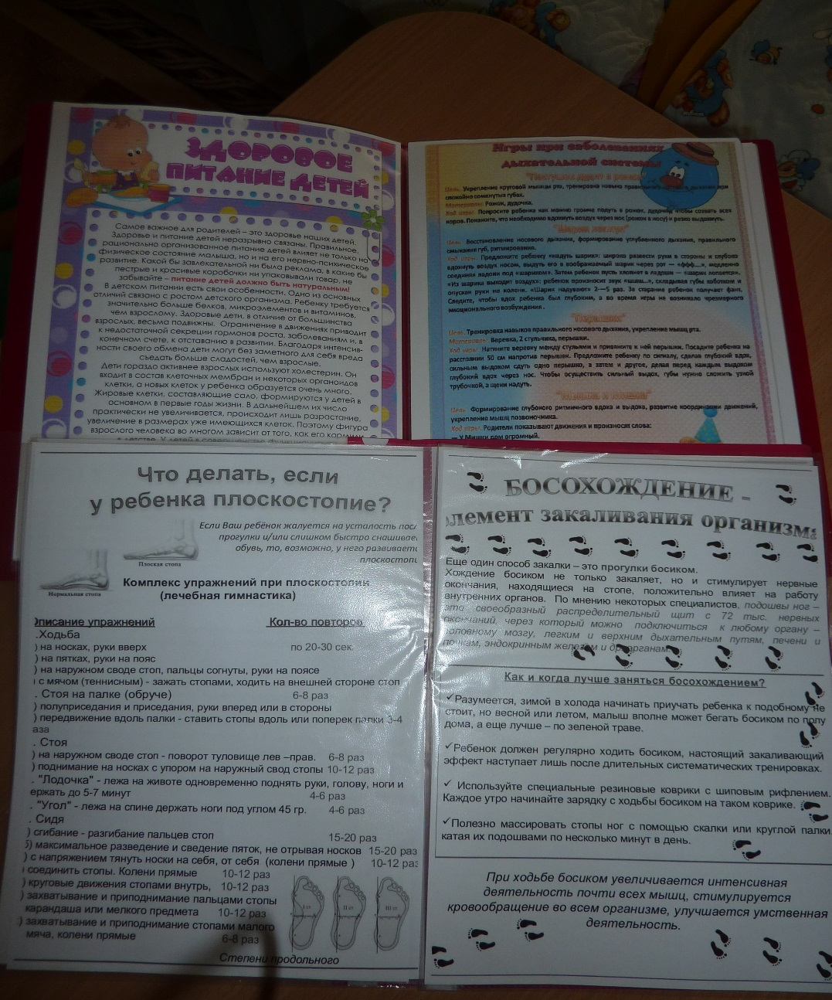 ЗДОРОВОЕ
ПИТАНИЕ ДЕТЕЙ
Самое важное для родителей – это здоровье наших детей.
Здоровье и питание детей неразрывно связаны. Правильное,
рационально организованное питание детей влияет не только на
физическое состояние малыша, но и на его нервно-психическое
развитие. Какой бы завлекательной ни была реклама, в какие бы
пестрые и красивые коробочки ни упаковывали товар, не
забывайте – питание детей должно быть натуральным!
В детском питании есть свои особенности. Одно из основных
отличий связано с ростом детского организма. Ребенку требуется
значительно больше белков, микроэлементов и витаминов,
чем взрослому. Здоровые дети, в отличие от большинства
взрослых, весьма подвижны. Ограничение в движениях приводит
к недостаточной секреции гормонов роста, заболеваниям и, в
конечном счете, к отставанию в развитии. Благодаря интенсив-
ности своего обмена дети могут без заметного для себя вреда
съедать больше сладостей, чем взрослые.
Дети гораздо активнее взрослых используют холестерин. Он
входит в состав клеточных мембран и некоторых органоидов
клетки, а новых клеток у ребенка образуется очень много.
Жировые клетки, составляющие сало, формируются у детей в
основном в первые годы жизни. В дальнейшем их число
практически не увеличивается, происходит лишь разрастание,
увеличение в размерах уже имеющихся клеток. Поэтому фигура
взрослого человека во многом зависит от того, как его кормили
в детстве. У детей в совершенстве
Игры при заболеваниях
дыхательной системы
Цель. Укрепление круговой мышцы рта, тренировка навыка при
спокойно сомкнутых губах.
Материалы. Рожок, дудочка.
Ход игры. Попросите ребенка как можно громче подуть в рожок, дудочку, чтобы созвать всех
коров. Покажите, что необходимо вдохнуть воздух через нос (рожок в носу) и резко выдохнуть.
Цель. Восстановление носового дыхания, формирование углубленного дыхания, правильного
смыкания губ, ритмирования.
Ход игры. Предложите ребенку «надуть шарик»: широко развести руки в стороны и глубоко
вдохнуть воздух носом, выдуть его в воображаемый шарик через рот — «ффф...», медленно
соединяя ладони под «шариком». Затем ребенок пусть хлопнет в ладоши — «шарик лопается».
«Из шарика выходит воздух»: ребенок произносит звук «шшш...», складывая губы хоботком и
опуская руки на колени. «Шарик надувают» 2—5 раз. За старание ребенок получает фант.
Следите, чтобы вдох ребенка был глубоким, а во время игры не возникало чрезмерного
эмоционального возбуждения.
"Перышки"
Цель. Тренировка навыков правильного носового дыхания, укрепление мышц рта.
Материалы. Веревка, 2 стульчика, перышки.
Ход игры. Натяните веревку между стульями и привяжите к ней перышки. Посадите ребенка на
расстоянии 50 см напротив перышек. Предложите ребенку по сигналу, сделав глубокий вдох,
сильным выдохом сдуть одно перышко, а затем и другое, делая перед каждым выдохом
глубокий вдох через нос. Чтобы осуществить сильный выдох, губы нужно сложить узкой
трубочкой, а щеки надуть.
Цель. Формирование глубокого ритмичного вдоха и выдоха, развитие координации движений,
укрепление мышц позвоночника.
Ход игры. Родители показывают движения и произносят слова:
— У Мишки дом огромный.
Что делать, если
у ребенка плоскостопие?
Если Ваш ребёнок жалуется на усталость посл
прогулки и/или слишком быстро снашивае
обувь, то, возможно, у него развивает
плоскостопи
Плоская стопа
Нормальная стопа
Комплекс упражнений при плоскостопии
(лечебная гимнастика)
Описание упражнений Кол-во повторов
. Ходьба
) на носках, руки вверх по 20-30 сек.
) на пятках, руки на пояс
) на наружном своде стоп, пальцы согнуты, руки на поясе
с мячом (теннисным) - зажать стопами, ходить на внешней стороне стоп
. Стоя на палке (обруче) 6-8 раз
) полуприседания и приседания, руки вперед или в стороны
) передвижение вдоль палки - ставить стопы вдоль или поперек палки 3-4
аза
. Стоя
) на наружном своде стоп - поворот туловище лев –прав. 6-8 раз
) поднимание на носках с упором на наружный свод стопы 10-12 раз
. "Лодочка" - лежа на животе одновременно поднять руки, голову, ноги и
ержать до 5-7 минут 4-6 раз
. "Угол" - лежа на спине держать ноги под углом 45 гр. 4-6 раз
. Сидя
) сгибание - разгибание пальцев стоп 15-20 раз
) максимальное разведение и сведение пяток, не отрывая носков 15-20 раз
) с напряжением тянуть носки на себя, от себя (колени прямые ) 10-12 раз
соединить стопы. Колени прямые 10-12 раз
) круговые движения стопами внутрь, 10-12 раз
) захватывание и приподнимание пальцами стопы
карандаша или мелкого предмета 10-12 раз
) захватывание и приподнимание стопами малого
мяча, колени прямые 6-8 раз
I ст II ст III ст
Степени продольного
БОСОХОЖДЕНИЕ -
элемент закаливания организма
Еще один способ закалки – это прогулки босиком.
Хождение босиком не только закаляет, но и стимулирует нервные
окончания, находящиеся на стопе, положительно влияет на работу
внутренних органов. По мнению некоторых специалистов, подошвы ног –
это своеобразный распределительный щит с 72 тыс. нервных
окончаний, через который можно подключиться к любому органу –
головному мозгу, легким и верхним дыхательным путям, печени и
почкам, эндокринным железам и др. органам.
Как и когда лучше заняться босохождением?
✓Разумеется, зимой в холода начинать приучать ребенка к подобному не
стоит, но весной или летом, малыш вполне может бегать босиком по полу
дома, а еще лучше – по зеленой траве.
✓Ребенок должен регулярно ходить босиком, настоящий закаливающий
эффект наступает лишь после длительных систематических тренировках.
✓ Используйте специальные резиновые коврики с шиповым рифлением.
Каждое утро начинайте зарядку с ходьбы босиком на таком коврике.
✓Полезно массировать стопы ног с помощью скалки или круглой палки,
катая их подошвами по несколько минут в день.
При ходьбе босиком увеличивается интенсивная
деятельность почти всех мышц, стимулируется
кровообращение во всем организме, улучшается умственная
деятельность.